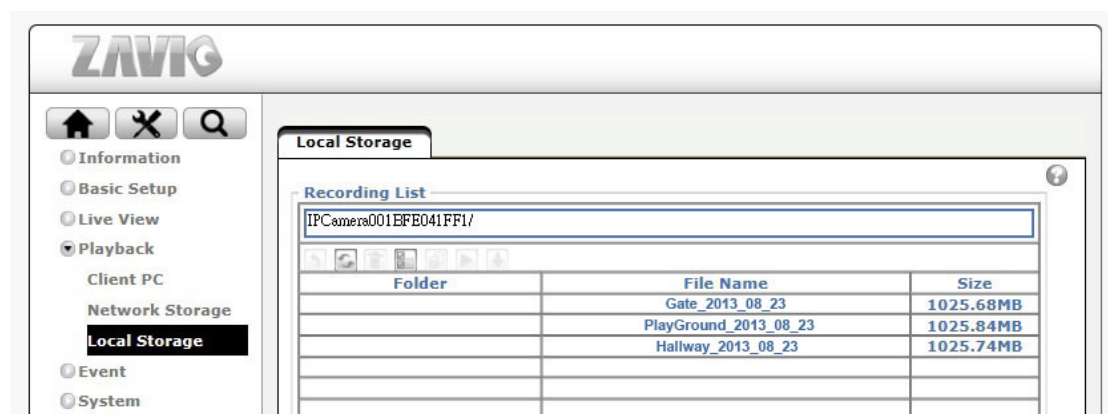 ZAVIO
Information
Basic Setup
Live View
Playback
Client PC
Network Storage
Local Storage
Event
System
Local Storage
Recording List
IPCamera001BFE041FF1/
Folder File Name Size
Gate_2013_08_23 1025.68MB
PlayGround_2013_08_23 1025.84MB
Hallway_2013_08_23 1025.74MB